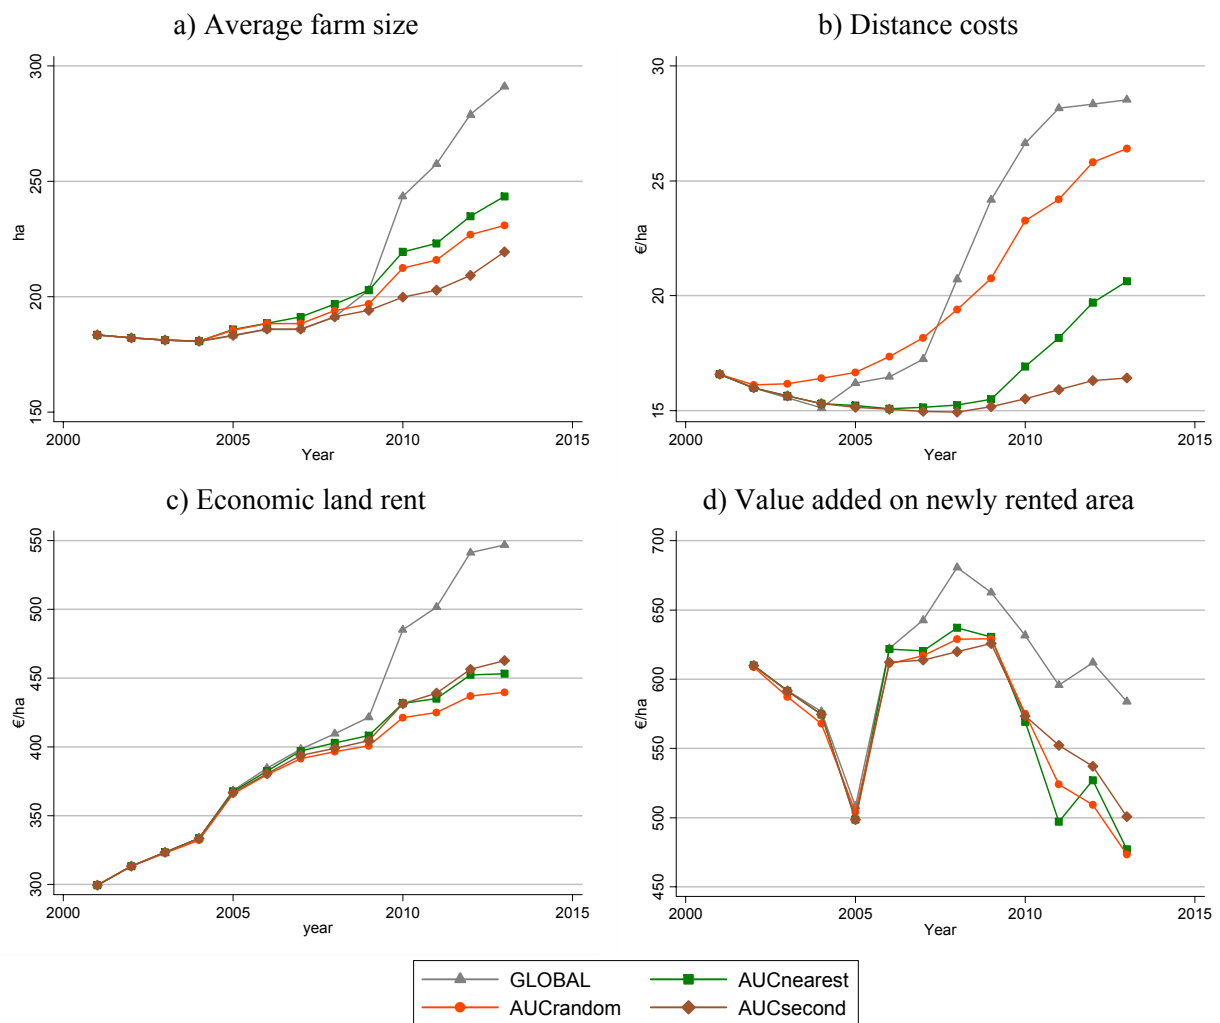 a) Average farm size
300
250
200
150
ha
2000
2005
2010
2015
Year
b) Distance costs
30
25
20
15
€/ha
2000
2005
2010
2015
Year
c) Economic land rent
550
500
450
400
350
300
€/ha
2000
2005
2010
2015
year
d) Value added on newly rented area
700
650
600
550
500
450
€/ha
2000
2005
2010
2015
Year
GLOBAL
AUCnearest
AUCrandom
AUCsecond